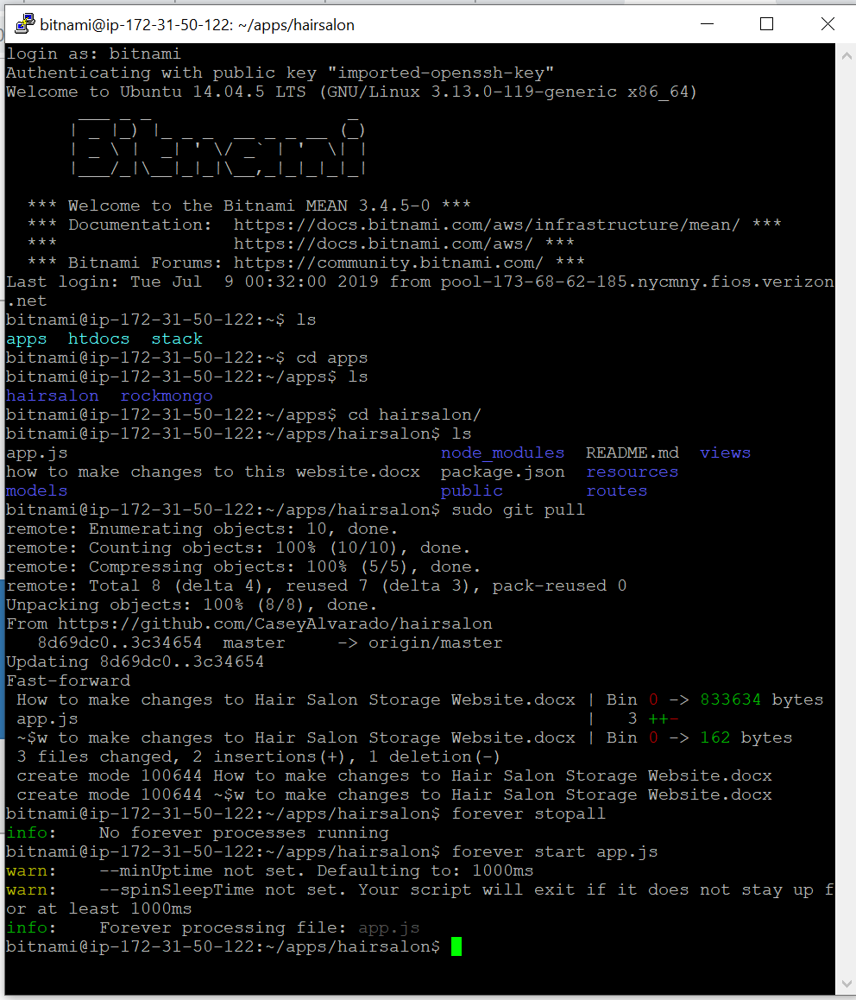 bitnami@ip-172-31-50-122: ~/apps/hairsalon
login as: bitnami
Authenticating with public key "imported-openssh-key"
Welcome to Ubuntu 14.04.5 LTS (GNU/Linux 3.13.0-119-generic x86_64)
       ___ _ _                   _
      | _ |_) |_ _ _  __ _ _ _ (_)
      | _ \ |  _| ' \/ _` | ' \| |
      |___/_|\__|_|_|\__,_|_|_|_|_|
  *** Welcome to the Bitnami MEAN 3.4.5-0 ***
  *** Documentation:  https://docs.bitnami.com/aws/infrastructure/mean/ ***
  ***                 https://docs.bitnami.com/aws/ ***
  *** Bitnami Forums: https://community.bitnami.com/ ***
Last login: Tue Jul  9 00:32:00 2019 from pool-173-68-62-185.nycmny.fios.verizon
.net
bitnami@ip-172-31-50-122:~$ ls
apps  htdocs  stack
bitnami@ip-172-31-50-122:~$ cd apps
bitnami@ip-172-31-50-122:~/apps$ ls
hairsalon  rockmongo
bitnami@ip-172-31-50-122:~/apps$ cd hairsalon/
bitnami@ip-172-31-50-122:~/apps/hairsalon$ ls
app.js                                    node_modules  README.md  views
how to make changes to this website.docx  package.json  resources
models                                    public        routes
bitnami@ip-172-31-50-122:~/apps/hairsalon$ sudo git pull
remote: Enumerating objects: 10, done.
remote: Counting objects: 100% (10/10), done.
remote: Compressing objects: 100% (5/5), done.
remote: Total 8 (delta 4), reused 7 (delta 3), pack-reused 0
Unpacking objects: 100% (8/8), done.
From https://github.com/CaseyAlvarado/hairsalon
   8d69dc0..3c34654  master     -> origin/master
Updating 8d69dc0..3c34654
Fast-forward
 How to make changes to Hair Salon Storage Website.docx | Bin 0 -> 833634 bytes
 app.js                                                 |   3 ++-
 ~$w to make changes to Hair Salon Storage Website.docx | Bin 0 -> 162 bytes
 3 files changed, 2 insertions(+), 1 deletion(-)
 create mode 100644 How to make changes to Hair Salon Storage Website.docx
 create mode 100644 ~$w to make changes to Hair Salon Storage Website.docx
bitnami@ip-172-31-50-122:~/apps/hairsalon$ forever stopall
info:    No forever processes running
bitnami@ip-172-31-50-122:~/apps/hairsalon$ forever start app.js
warn:    --minUptime not set. Defaulting to: 1000ms
warn:    --spinSleepTime not set. Your script will exit if it does not stay up f
or at least 1000ms
info:    Forever processing file: app.js
bitnami@ip-172-31-50-122:~/apps/hairsalon$